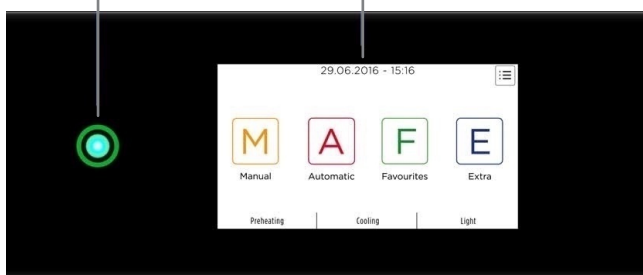 29.06.2016 - 15:16
M A F E
Manual Automatic Favourites Extra
Preheating Cooling Light